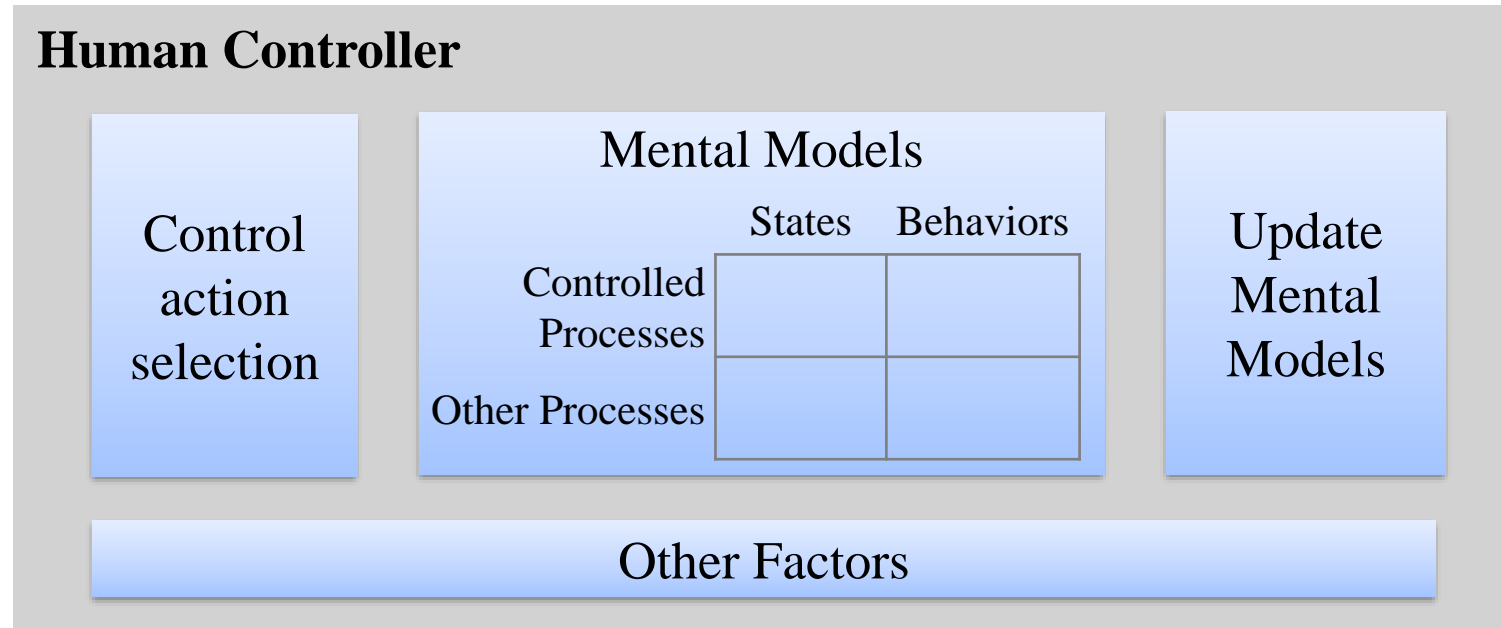 Human Controller
Control
action
selection
Mental Models
States Behaviors
Controlled
Processes
Other Processes
Update
Mental
Models
Other Factors